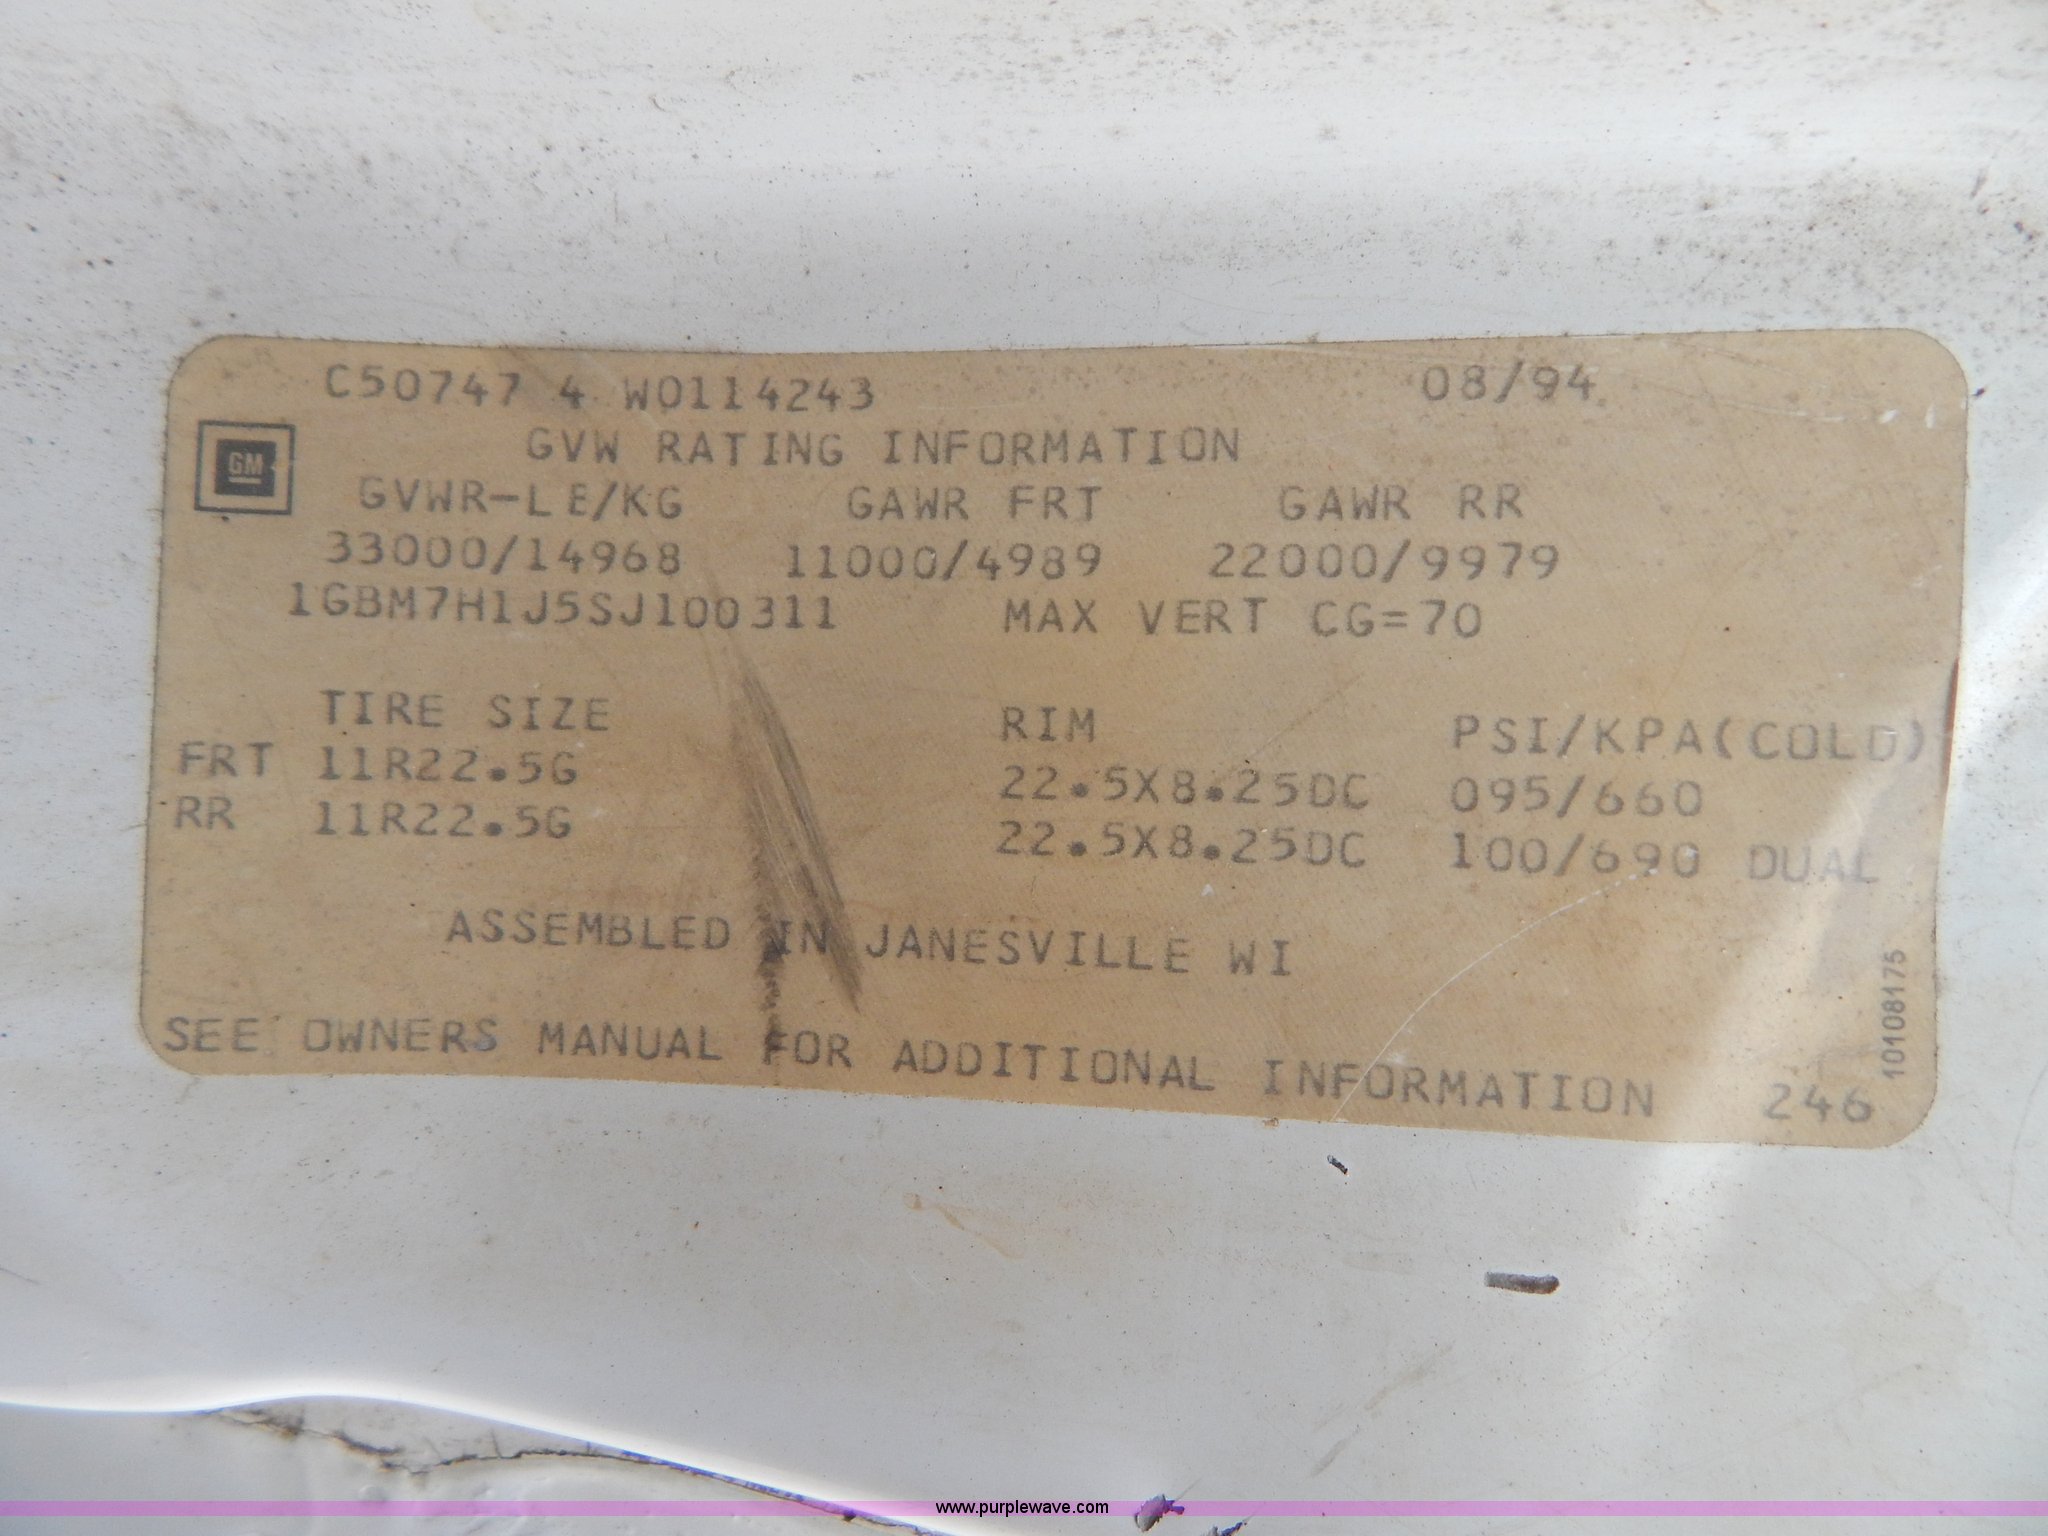 C50747 4 W0114243 08/94
GVW RATING INFORMATION
GM
GVWR-LB/KG GAWR FRT GAWR RR
33000/14968 11000/4989 22000/9979
1GBM7H1J5SJ100311 MAX VERT CG=70
TIRE SIZE RIM PSI/KPA(COLD)
FRT 11R22.5G 22.5X8.25DC 095/660
RR 11R22.5G 22.5X8.25DC 100/690 DUAL
ASSEMBLED IN JANESVILLE WI
SEE OWNERS MANUAL FOR ADDITIONAL INFORMATION 246
10108175
www.purplewave.com